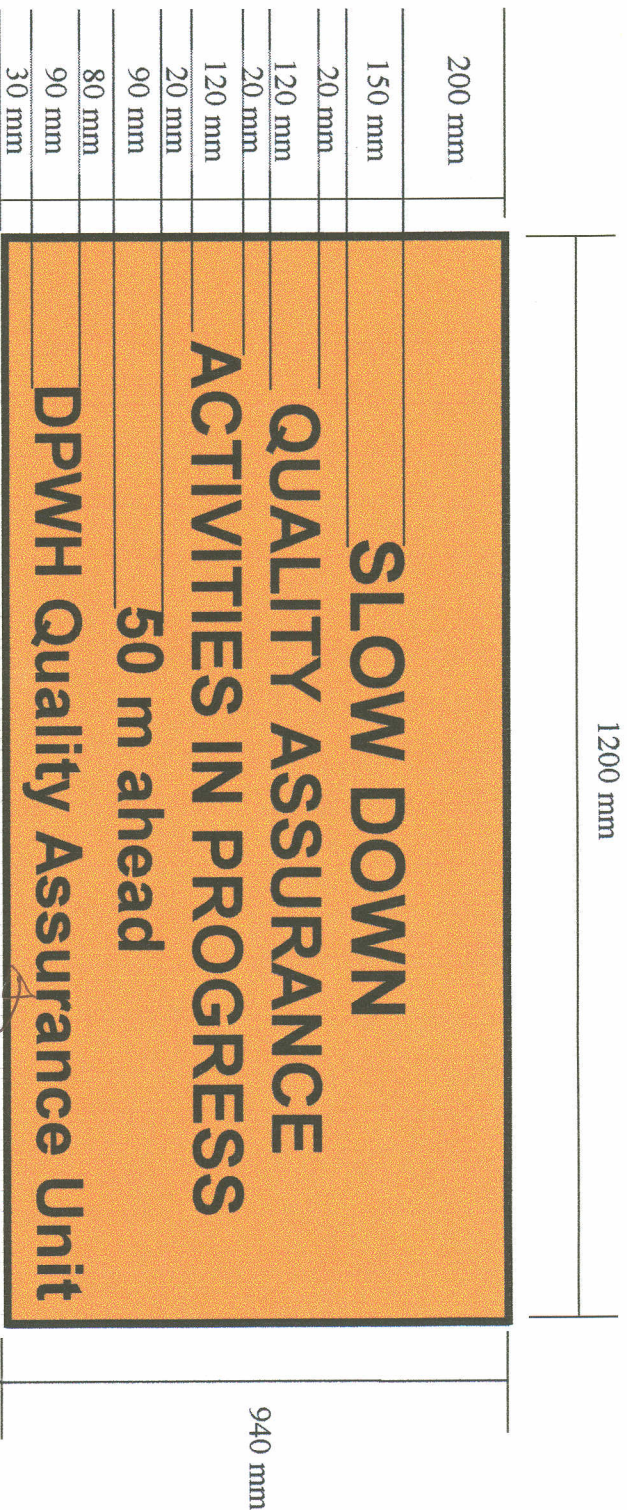 1200 mm
200 mm
150 mm
20 mm
120 mm
20 mm
120 mm
20 mm
90 mm
80 mm
90 mm
30 mm
SLOW DOWN
QUALITY ASSURANCE
ACTIVITIES IN PROGRESS
50 m ahead
DPWH Quality Assurance Unit
940 mm